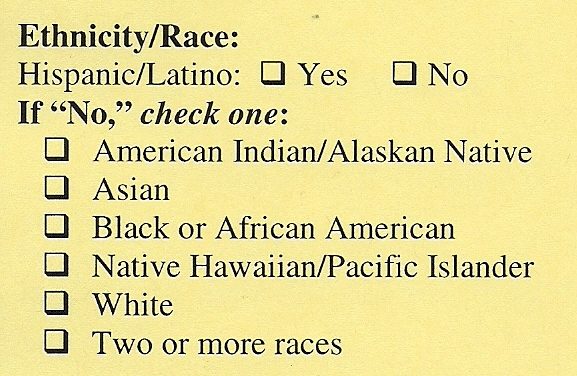 Ethnicity/Race:
Hispanic/Latino: ❑ Yes ❑ No
If “No,” check one:
❑ American Indian/Alaskan Native
❑ Asian
❑ Black or African American
❑ Native Hawaiian/Pacific Islander
❑ White
❑ Two or more races